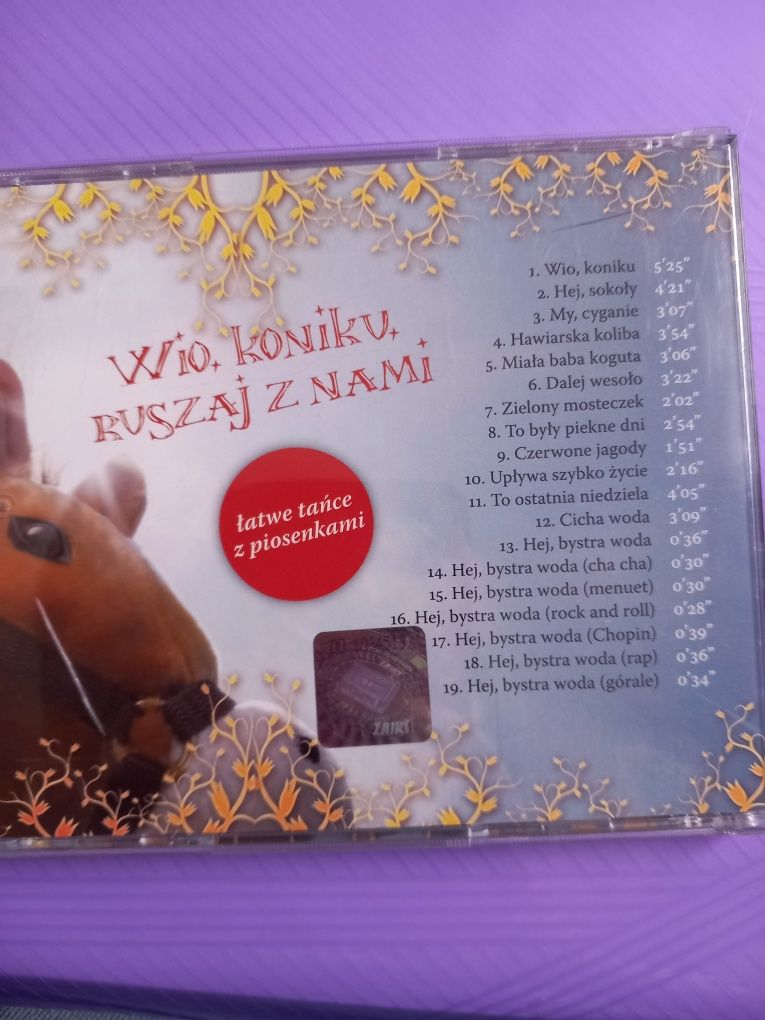 Wio, koniku,
ruszaj z nami
łatwe tańce
z piosenkami
1. Wio, koniku 5'25"
2. Hej, sokoły 4'21"
3. My, cyganie 3'07"
4. Hawiarska koliba 3'54"
5. Miała baba koguta 3'06"
6. Dalej wesoło 3'22"
7. Zielony mosteczek 2'02"
8. To były piekne dni 2'54"
9. Czerwone jagody 1'51"
10. Upływa szybko życie 2'16"
11. To ostatnia niedziela 4'05"
12. Cicha woda 3'09"
13. Hej, bystra woda 0'36"
14. Hej, bystra woda (cha cha) 0'30"
15. Hej, bystra woda (menuet) 0'30"
16. Hej, bystra woda (rock and roll) 0'28"
17. Hej, bystra woda (Chopin) 0'39"
18. Hej, bystra woda (rap) 0'36"
19. Hej, bystra woda (górale) 0'34"
ZAIKS